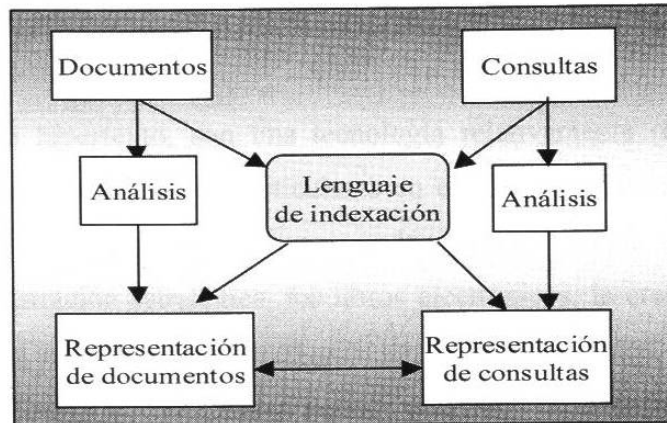 Documentos
Consultas
Análisis
Lenguaje
de indexación
Análisis
Representación
de documentos
Representación
de consultas